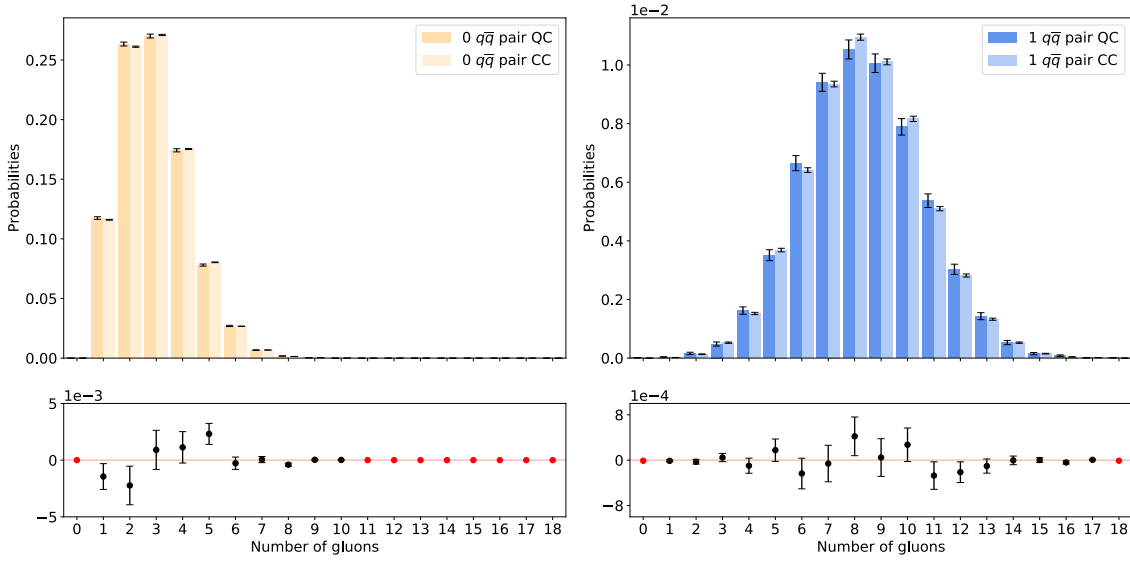 0.25
0.20
0.15
0.10
0.05
0.00
Probabilities
0 qq̅ pair QC
0 qq̅ pair CC
1e−3
5
0
−5
0 1 2 3 4 5 6 7 8 9 10 11 12 13 14 15 16 17 18
Number of gluons
1e−2
1.0
0.8
0.6
0.4
0.2
0.0
Probabilities
1 qq̅ pair QC
1 qq̅ pair CC
1e−4
8
0
−8
0 1 2 3 4 5 6 7 8 9 10 11 12 13 14 15 16 17 18
Number of gluons